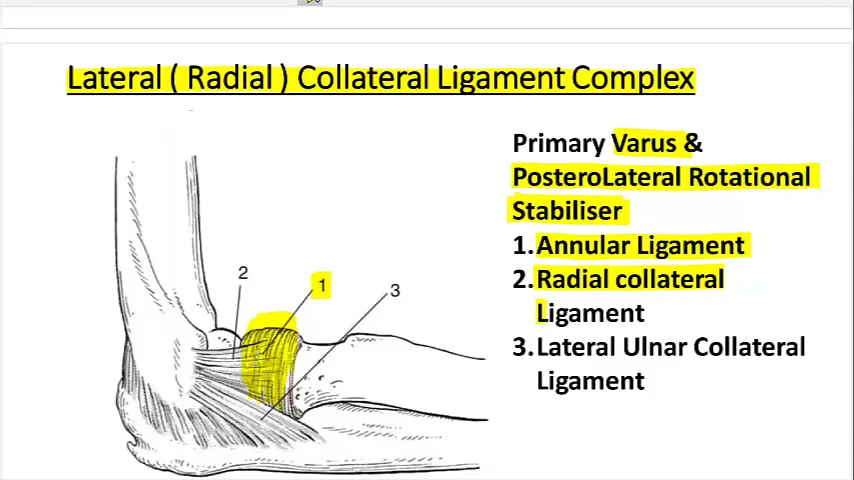 Lateral ( Radial ) Collateral Ligament Complex
Primary Varus &
PosteroLateral Rotational
Stabiliser
1.Annular Ligament
2.Radial collateral
Ligament
3.Lateral Ulnar Collateral
Ligament
2
1
3